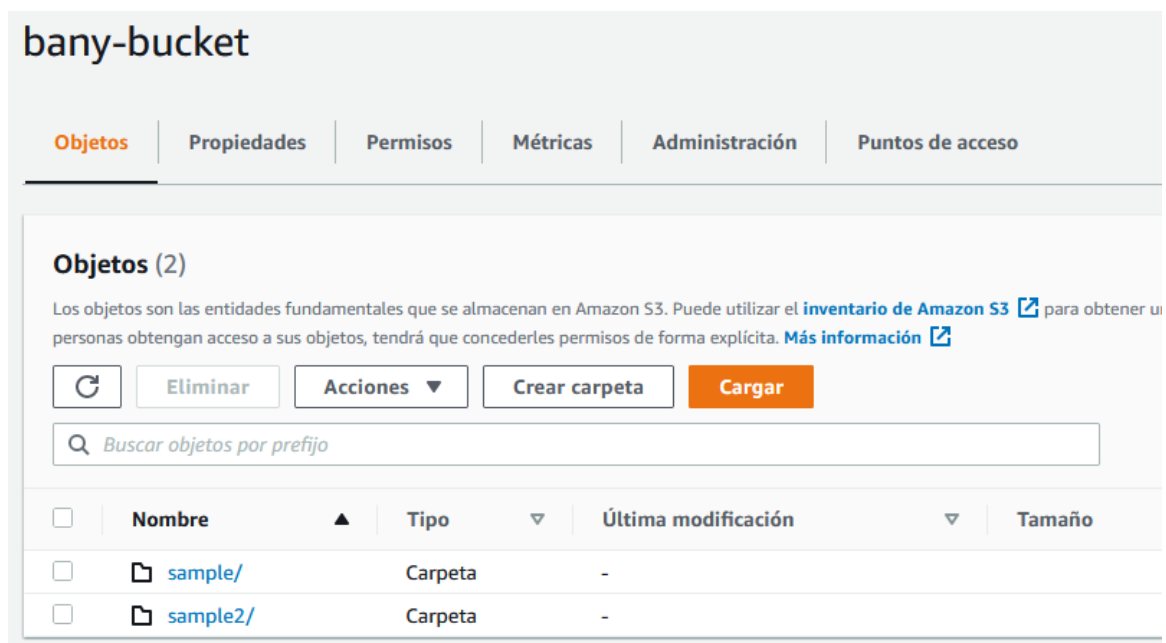 bany-bucket
Objetos Propiedades Permisos Métricas Administración Puntos de acceso
Objetos (2)
Los objetos son las entidades fundamentales que se almacenan en Amazon S3. Puede utilizar el inventario de Amazon S3 para obtener
personas obtengan acceso a sus objetos, tendrá que concederles permisos de forma explícita. Más información
Eliminar Acciones Crear carpeta Cargar
Buscar objetos por prefijo
Nombre Tipo Última modificación Tamaño
sample/ Carpeta -
sample2/ Carpeta -